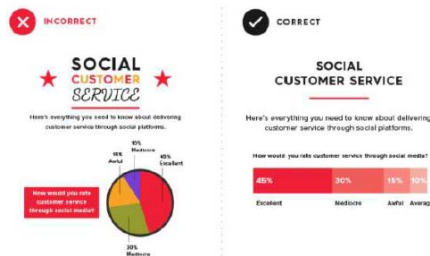 INCORRECT
SOCIAL
CUSTOMER
SERVICE
Here's everything you need to know about delivering
customer service through social platforms.
10%
Mediocre
15%
Awful
45%
Excellent
How would you rate
customer service
through social media?
30%
Mediocre
CORRECT
SOCIAL
CUSTOMER SERVICE
Here's everything you need to know about delivering
customer service through social platforms.
How would you rate customer service through social media?
45% 30% 15% 10%
Excellent Mediocre Awful Averag